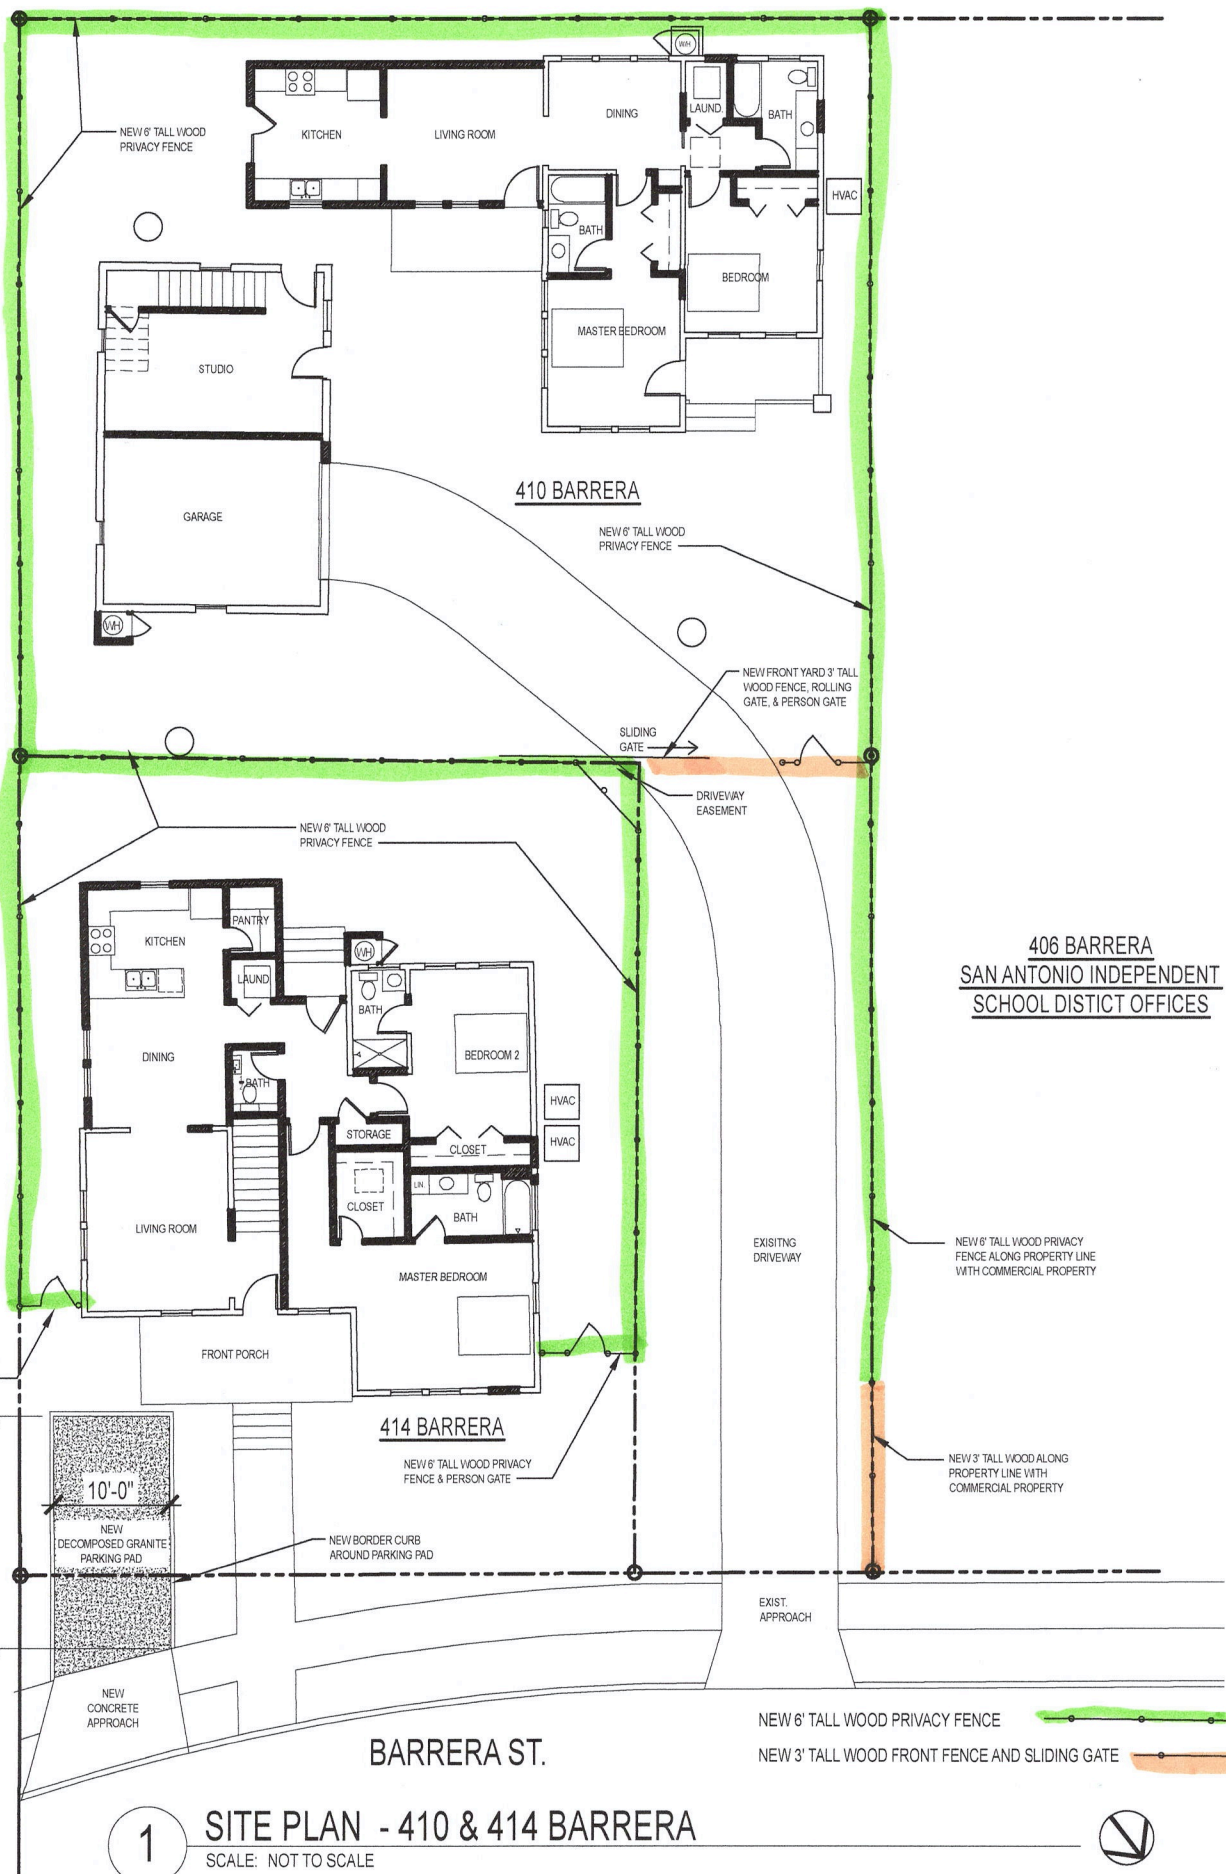 WH
NEW 6' TALL WOOD
PRIVACY FENCE
KITCHEN
LIVING ROOM
DINING
LAUND.
BATH
HVAC
BATH
BEDROOM
MASTER BEDROOM
STUDIO
GARAGE
WH
410 BARRERA
NEW 6' TALL WOOD
PRIVACY FENCE
NEW FRONT YARD 3' TALL
WOOD FENCE, ROLLING
GATE, & PERSON GATE
SLIDING
GATE
DRIVEWAY
EASEMENT
NEW 6' TALL WOOD
PRIVACY FENCE
KITCHEN
PANTRY
LAUND
WH
BATH
DINING
BATH
BEDROOM 2
HVAC
HVAC
STORAGE
CLOSET
LIN.
CLOSET
BATH
LIVING ROOM
MASTER BEDROOM
FRONT PORCH
406 BARRERA
SAN ANTONIO INDEPENDENT
SCHOOL DISTICT OFFICES
EXISITNG
DRIVEWAY
NEW 6' TALL WOOD PRIVACY
FENCE ALONG PROPERTY LINE
WITH COMMERCIAL PROPERTY
414 BARRERA
NEW 6' TALL WOOD PRIVACY
FENCE & PERSON GATE
NEW 3' TALL WOOD ALONG
PROPERTY LINE WITH
COMMERCIAL PROPERTY
10'-0"
NEW
DECOMPOSED GRANITE
PARKING PAD
NEW BORDER CURB
AROUND PARKING PAD
EXIST.
APPROACH
NEW
CONCRETE
APPROACH
BARRERA ST.
NEW 6' TALL WOOD PRIVACY FENCE
NEW 3' TALL WOOD FRONT FENCE AND SLIDING GATE
1
SITE PLAN - 410 & 414 BARRERA
SCALE: NOT TO SCALE